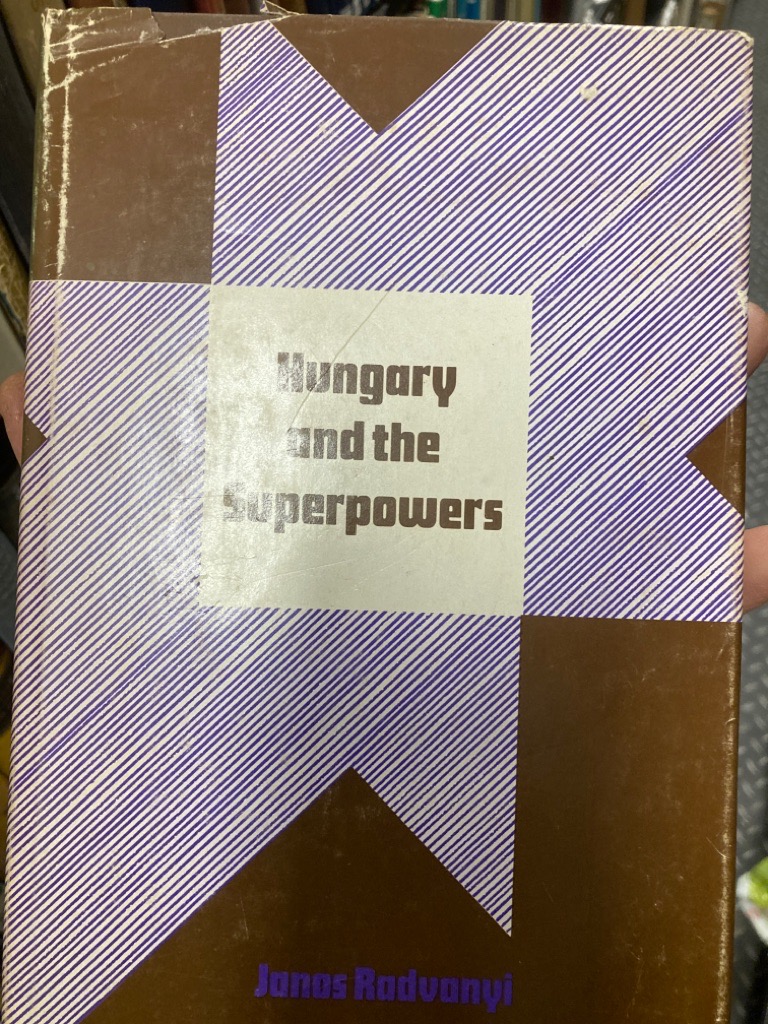 Hungary
and the
Superpowers
Janos Radvanyi